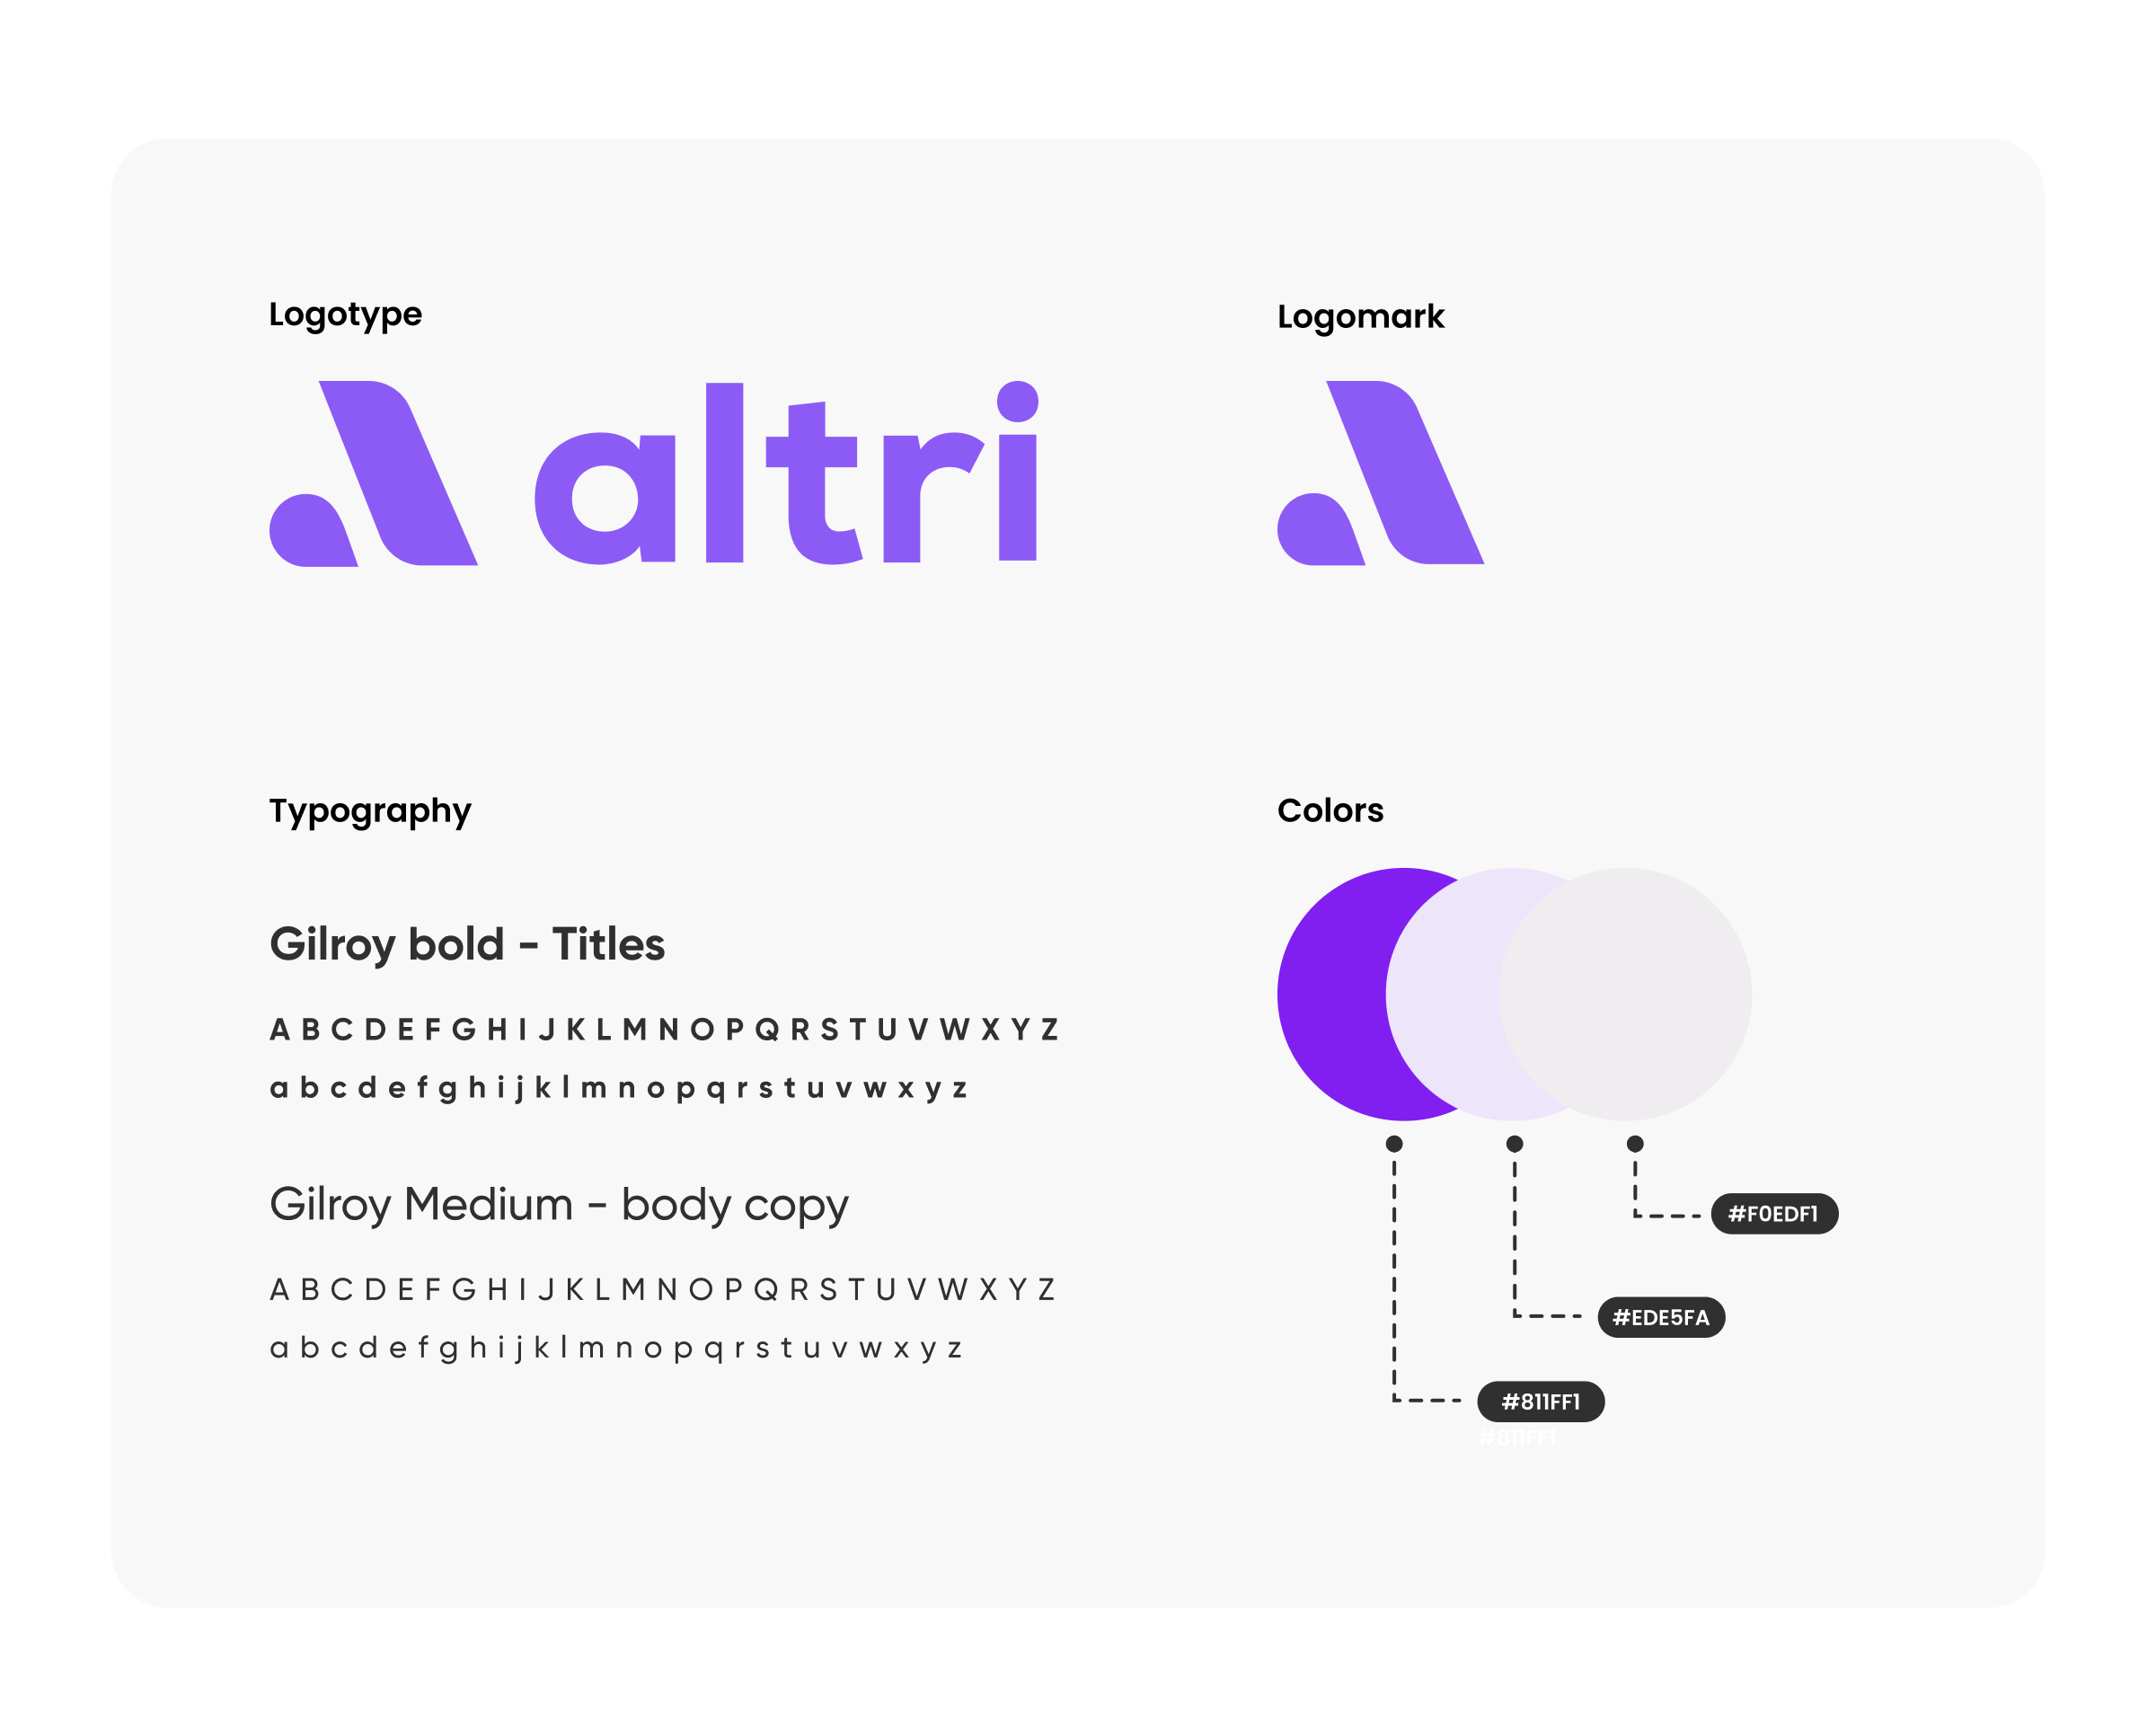 Logotype
altri
Logomark
Typography
Gilroy bold - Titles
A B C D E F G H I J K L M N O P Q R S T U V W X Y Z
a b c d e f g h i j k l m n o p q r s t u v w x y z
Gilroy Medium - body copy
A B C D E F G H I J K L M N O P Q R S T U V W X Y Z
a b c d e f g h i j k l m n o p q r s t u v w x y z
Colors
#F0EDF1
#EDE5FA
#811FF1
#811FF1